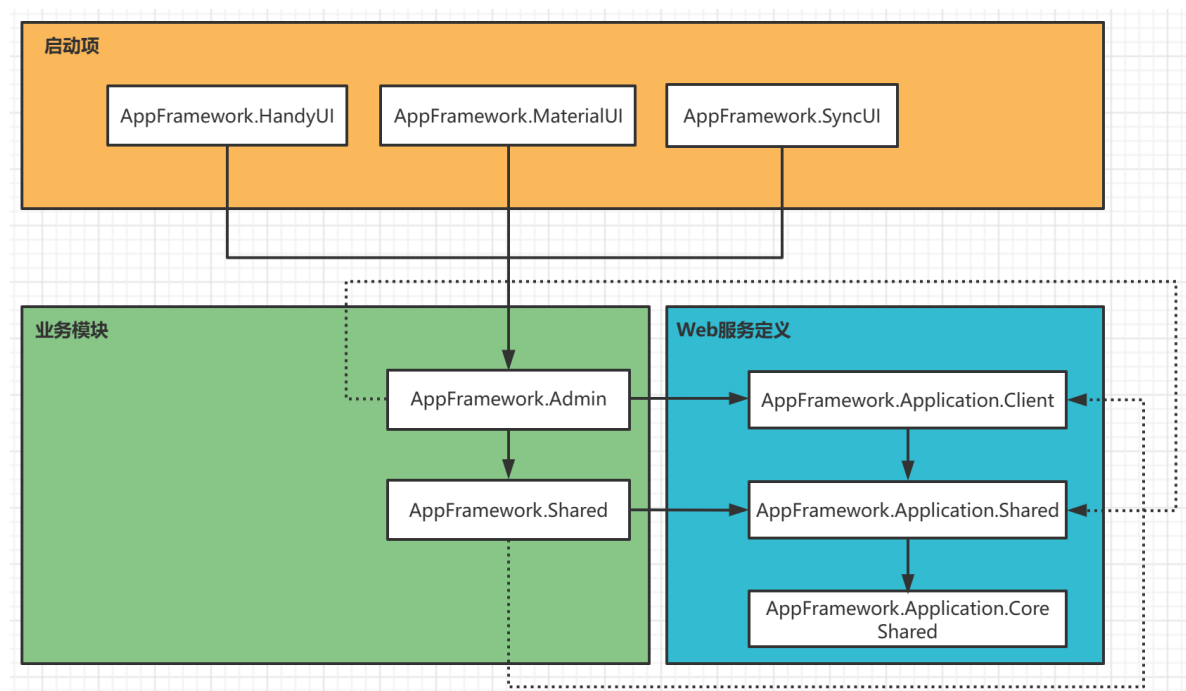 启动项
AppFramework.HandyUI
AppFramework.MaterialUI
AppFramework.SyncUI
业务模块
Web服务定义
AppFramework.Admin
AppFramework.Application.Client
AppFramework.Shared
AppFramework.Application.Shared
AppFramework.Application.Core
Shared